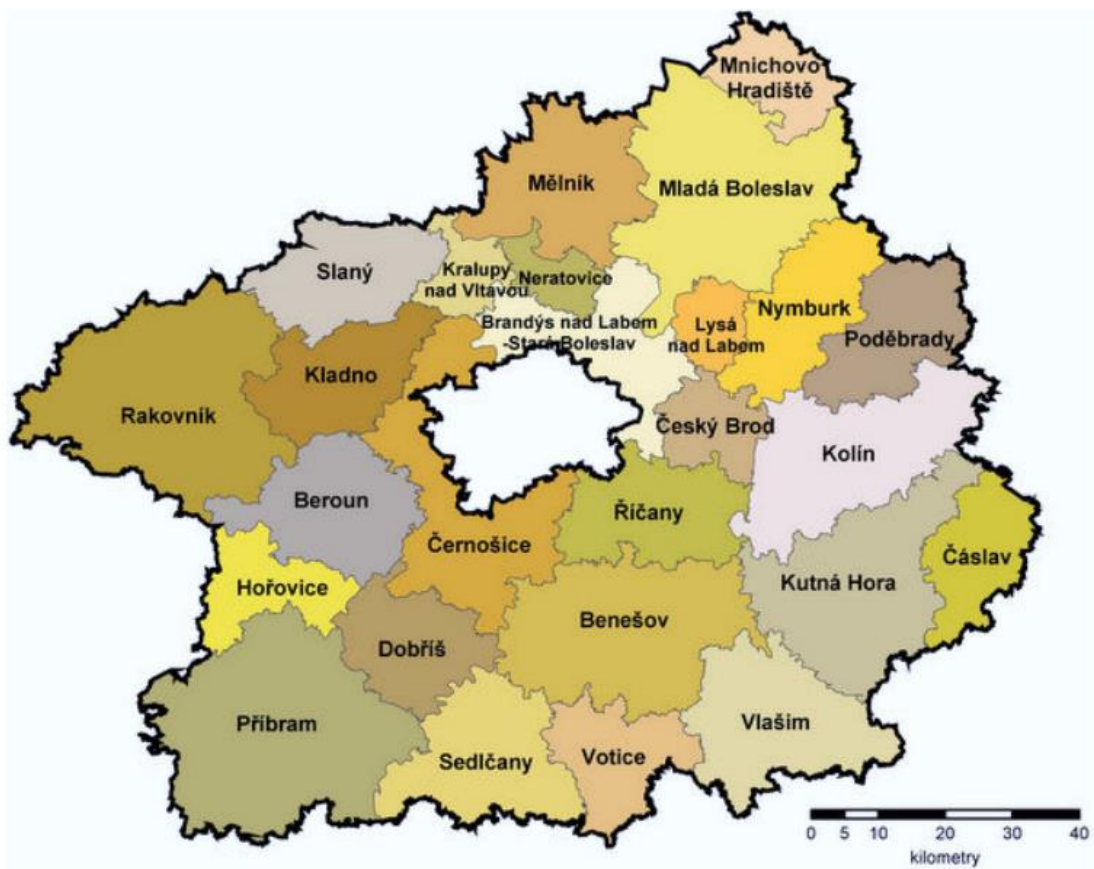 Mnichovo
Hradiště
Mělník
Mladá Boleslav
Slaný
Kralupy
nad Vltavou
Neratovice
Brandýs nad Labem
-Stará Boleslav
Lysá
nad Labem
Nymburk
Poděbrady
Kladno
Rakovník
Český Brod
Kolín
Beroun
Říčany
Černošice
Čáslav
Kutná Hora
Hořovice
Benešov
Dobříš
Příbram
Sedlčany
Votice
Vlašim
0 5 10 20 30 40
kilometry